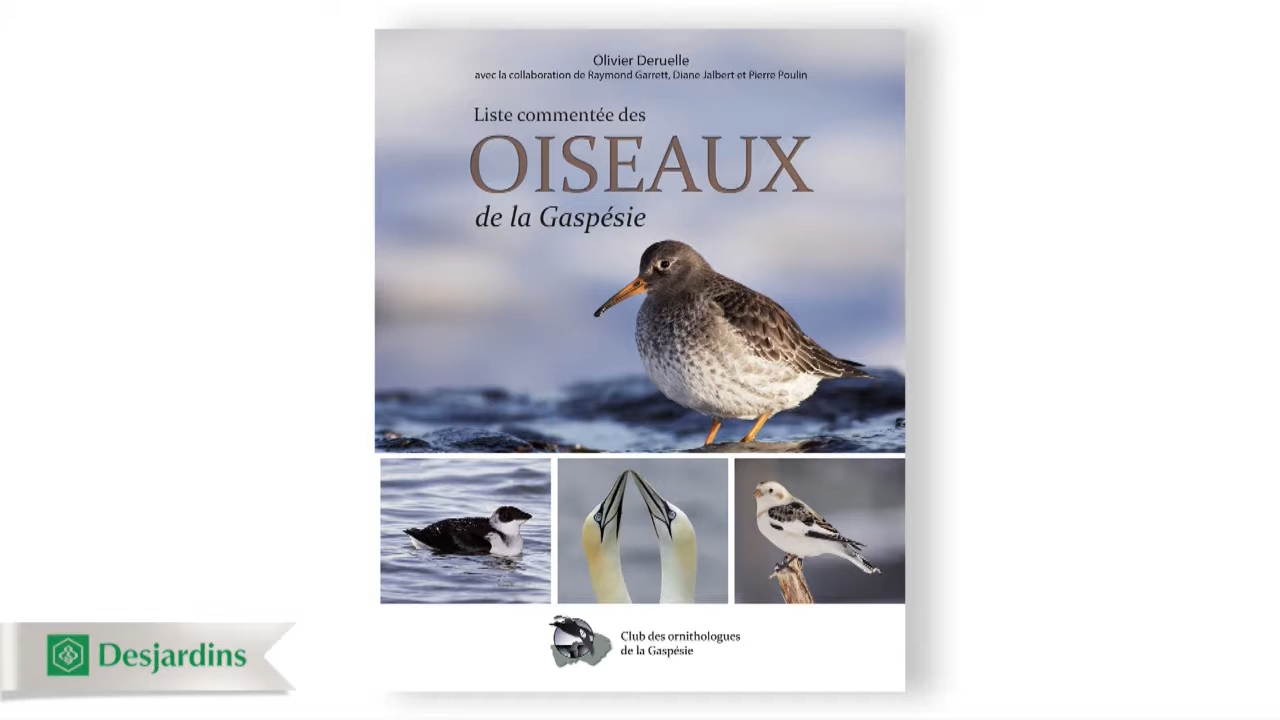 Olivier Deruelle
avec la collaboration de Raymond Garrett, Diane Jalbert et Pierre Poulin
Liste commentée des
OISEAUX
de la Gaspésie
Club des ornithologues
de la Gaspésie
Desjardins